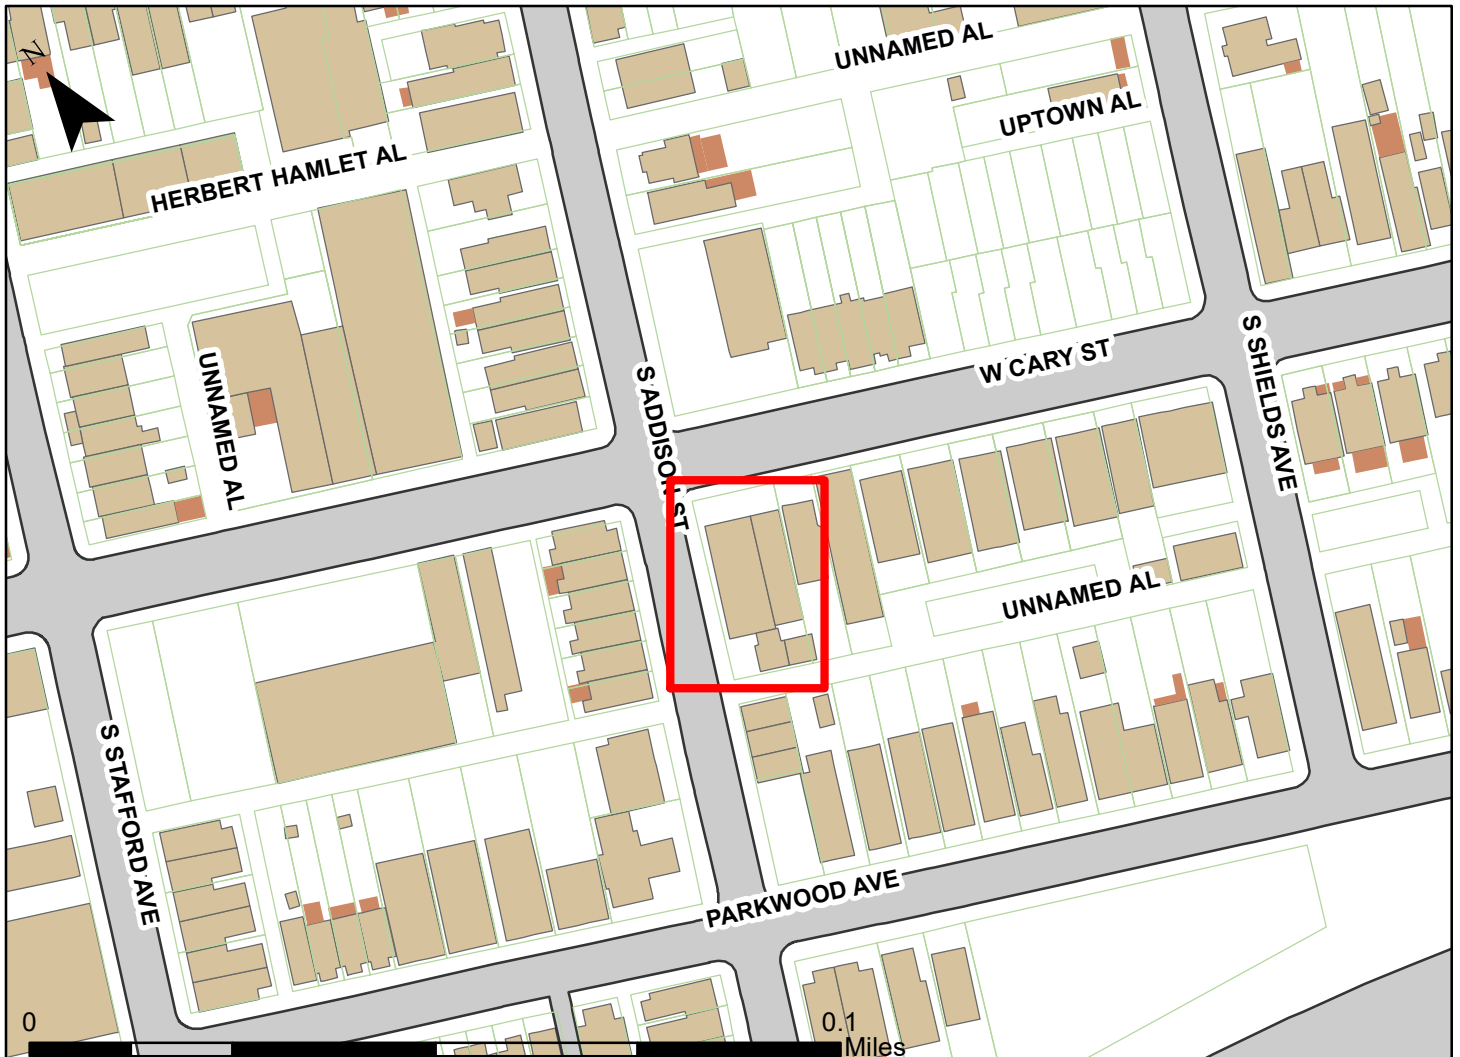 N
UNNAMED AL
UPTOWN AL
HERBERT HAMLET AL
W CARY ST
S SHIELDS AVE
UNNAMED AL
S ADDISON ST
UNNAMED AL
S STAFFORD AVE
PARKWOOD AVE
0 0.1
Miles